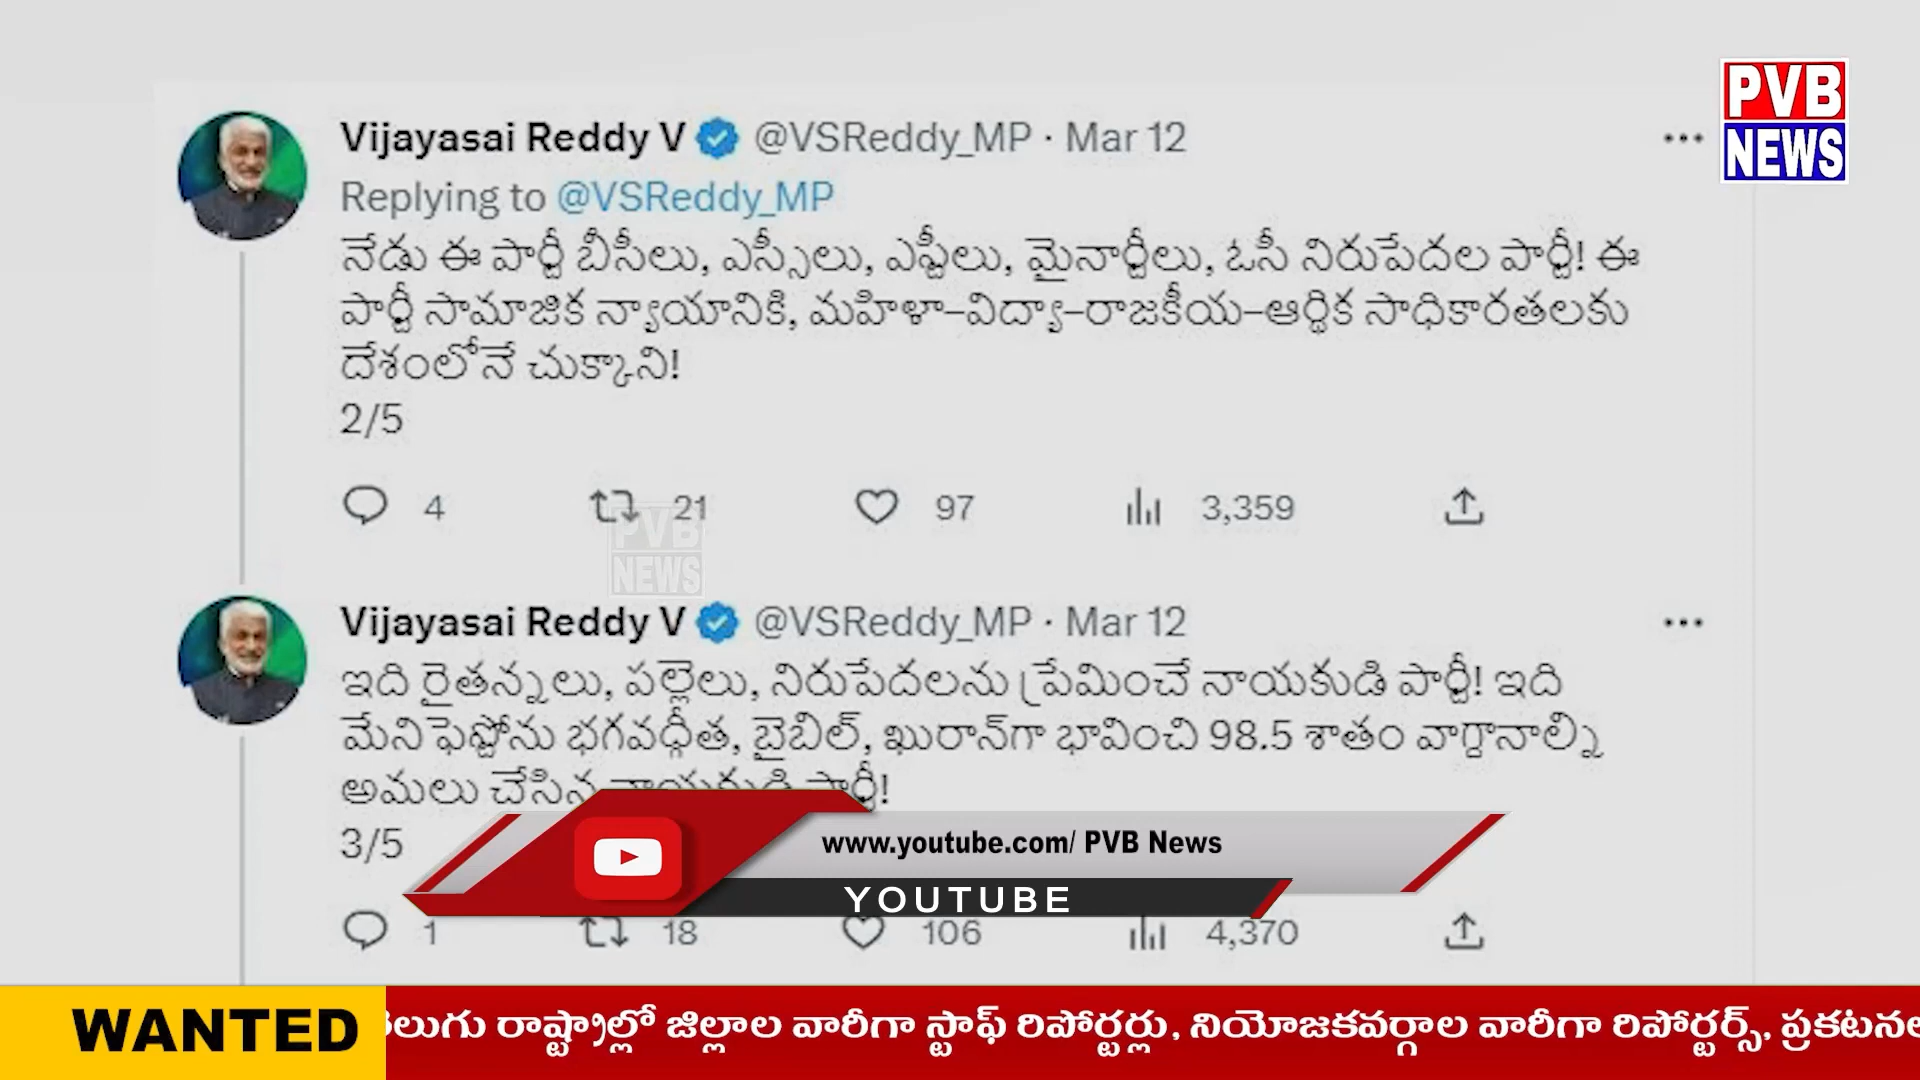 PVB
NEWS
Vijayasai Reddy V @VSReddy_MP · Mar 12
Replying to @VSReddy_MP
నేడు ఈ పార్టీ బీసీలు, ఎస్సీలు, ఎస్టీలు, మైనార్టీలు, ఓసీ నిరుపేదల పార్టీ! ఈ
పార్టీ సామాజిక న్యాయానికి, మహిళా-విద్యా-రాజకీయ-ఆర్థిక సాధికారతలకు
దేశంలోనే చుక్కాని!
2/5
4 21 97 3,359
PVB
NEWS
Vijayasai Reddy V @VSReddy_MP · Mar 12
ఇది రైతన్నలు, పల్లెలు, నిరుపేదలను ప్రేమించే నాయకుడి పార్టీ! ఇది
మేనిఫెస్టోను భగవద్గీత, బైబిల్, ఖురాన్‌గా భావించి 98.5 శాతం వాగ్దానాల్ని
అమలు చేసిన నాయకుడి పార్టీ!
3/5
www.youtube.com/ PVB News
YOUTUBE
1 18 106 4,370
WANTED
రాష్ట్రాల్లో జిల్లాల వారీగా స్టాఫ్ రిపోర్టర్లు, నియోజకవర్గాల వారీగా రిపోర్టర్స్,